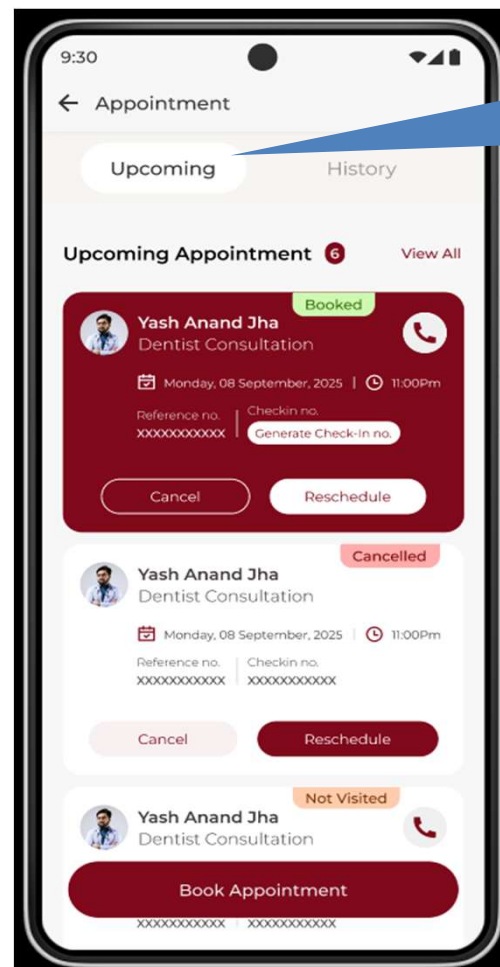 9:30
Appointment
Upcoming History
Upcoming Appointment 6 View All
Booked
Yash Anand Jha
Dentist Consultation
Monday, 08 September, 2025 | 11:00Pm
Reference no. Checkin no.
XXXXXXXXXXX Generate Check-In no.
Cancel Reschedule
Cancelled
Yash Anand Jha
Dentist Consultation
Monday, 08 September, 2025 | 11:00Pm
Reference no. Checkin no.
XXXXXXXXXXX XXXXXXXXXXX
Cancel Reschedule
Not Visited
Yash Anand Jha
Dentist Consultation
Book Appointment
XXXXXXXXXXX XXXXXXXXXXX